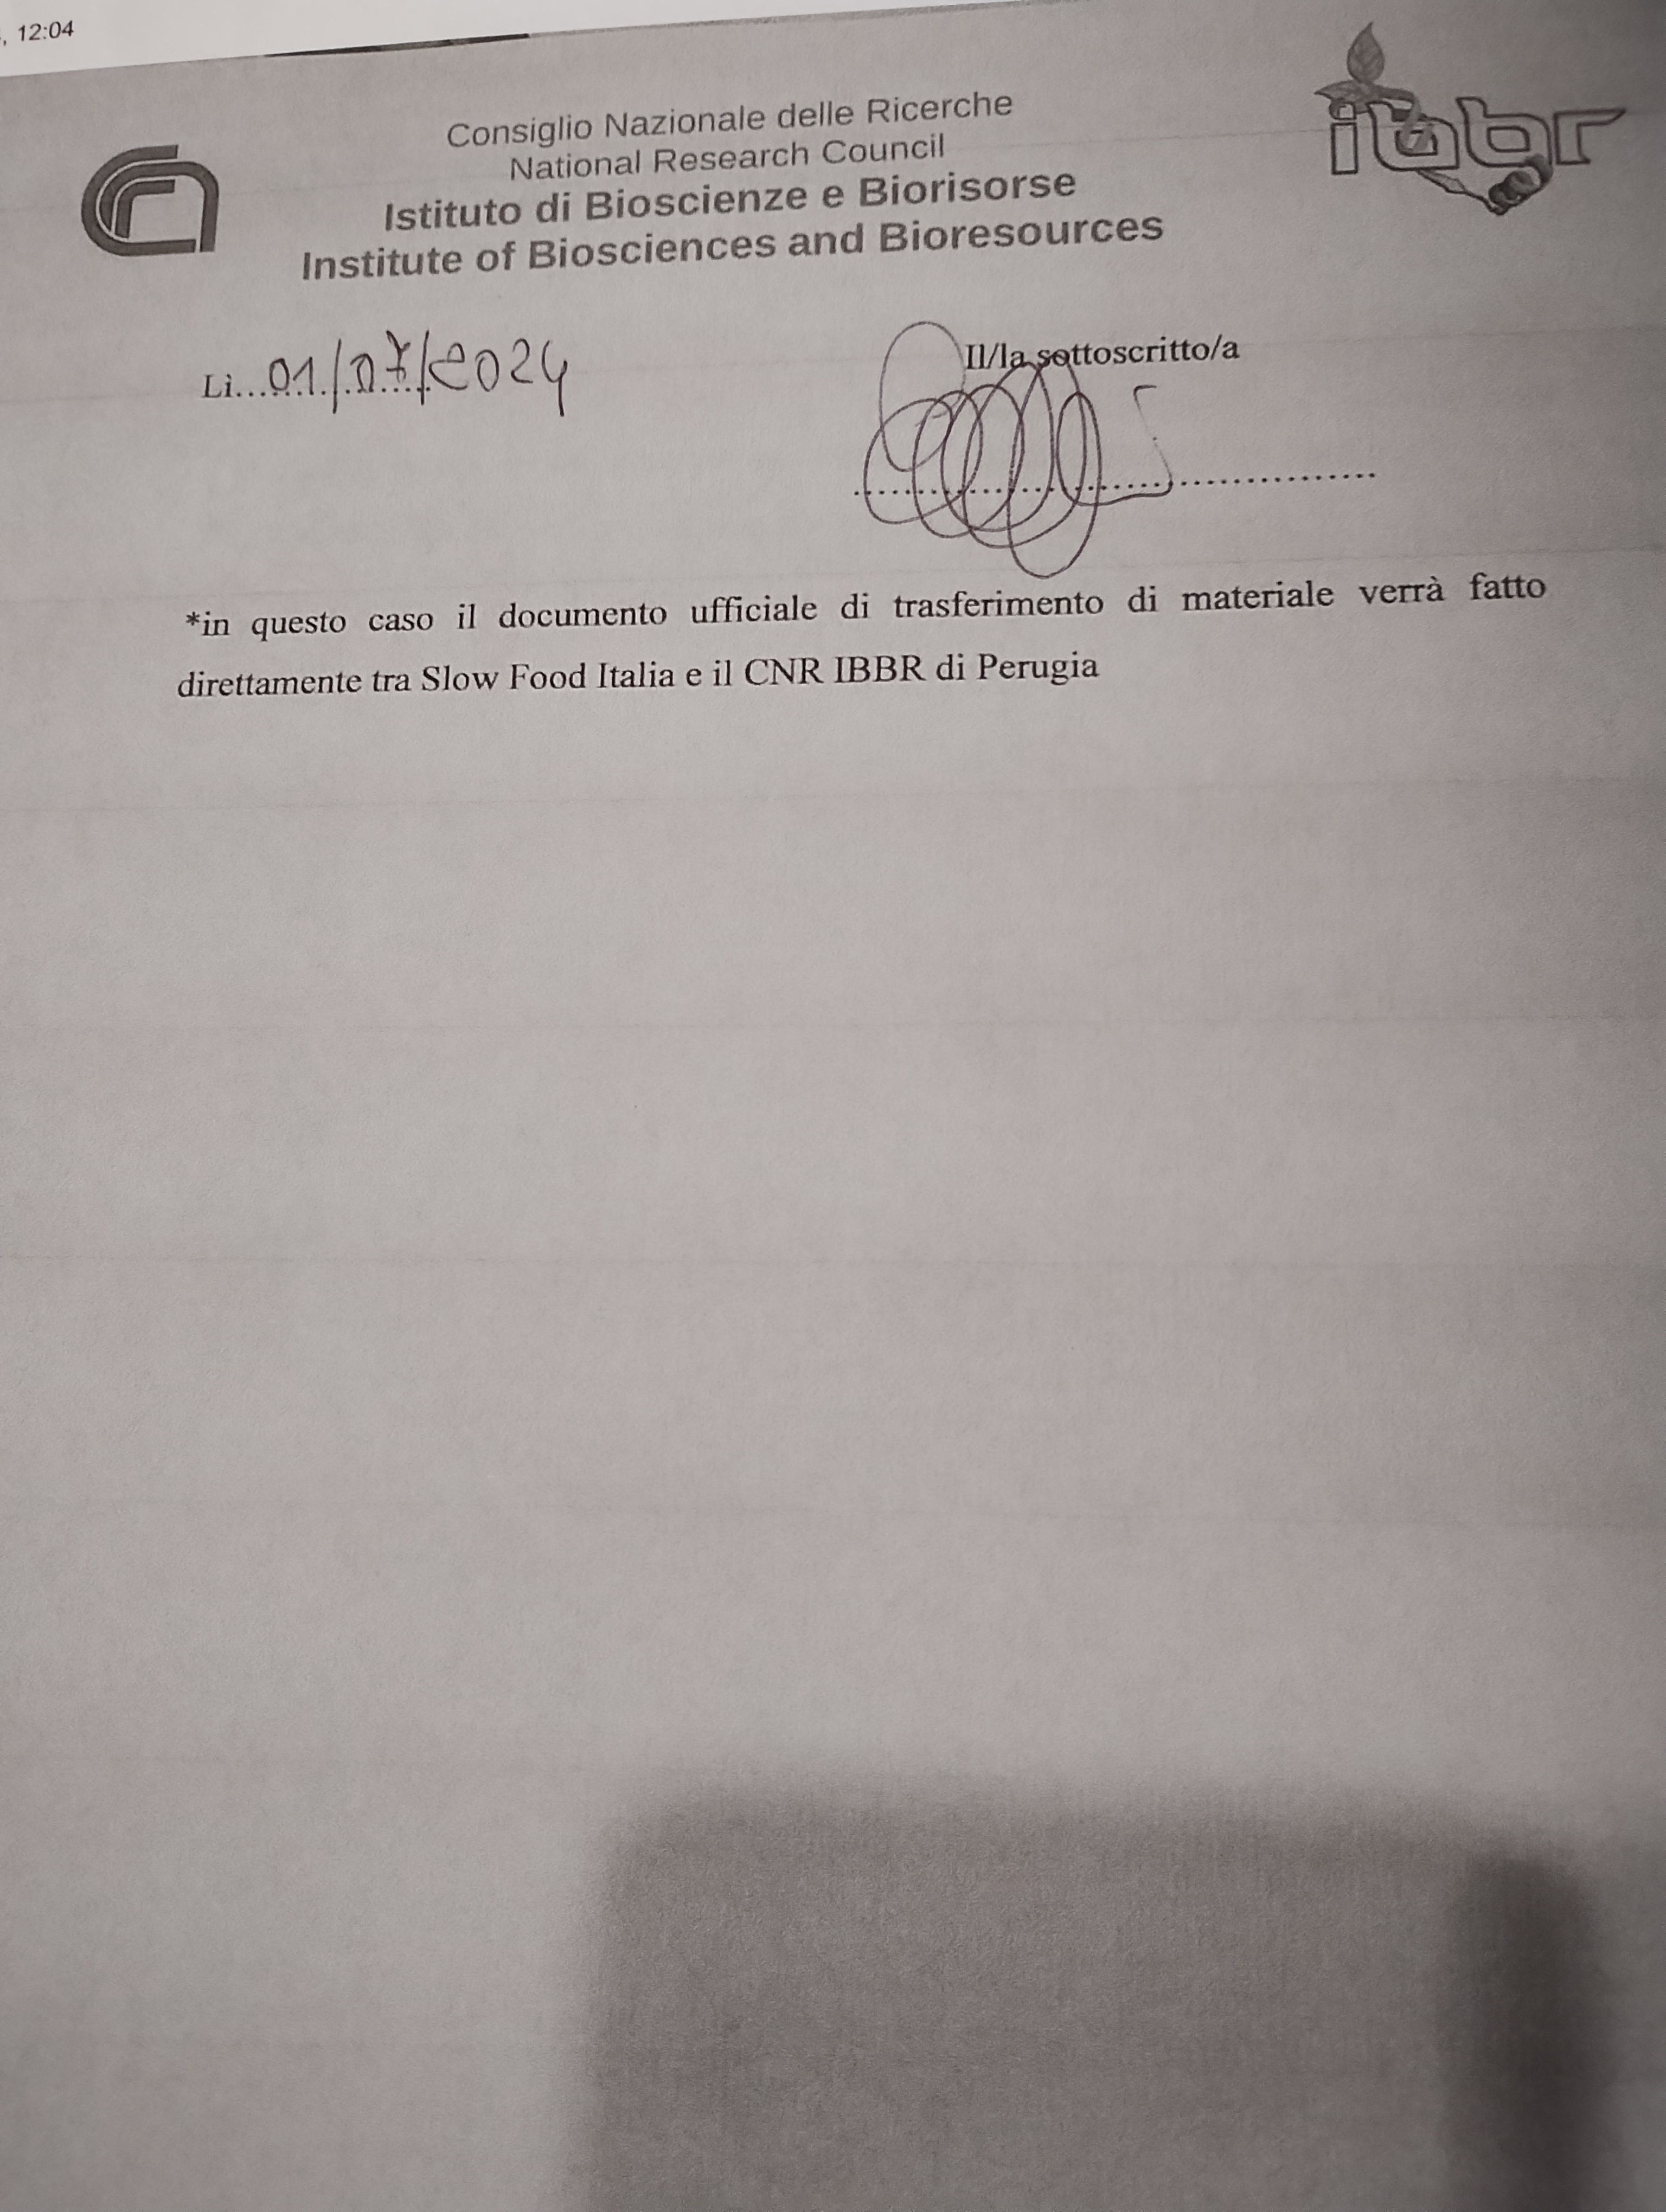 , 12:04
Consiglio Nazionale delle Ricerche
National Research Council
Istituto di Bioscienze e Biorisorse
Institute of Biosciences and Bioresources
ibbr
Lì...01/07/2024
Il/la sottoscritto/a
*in questo caso il documento ufficiale di trasferimento di materiale verrà fatto
direttamente tra Slow Food Italia e il CNR IBBR di Perugia